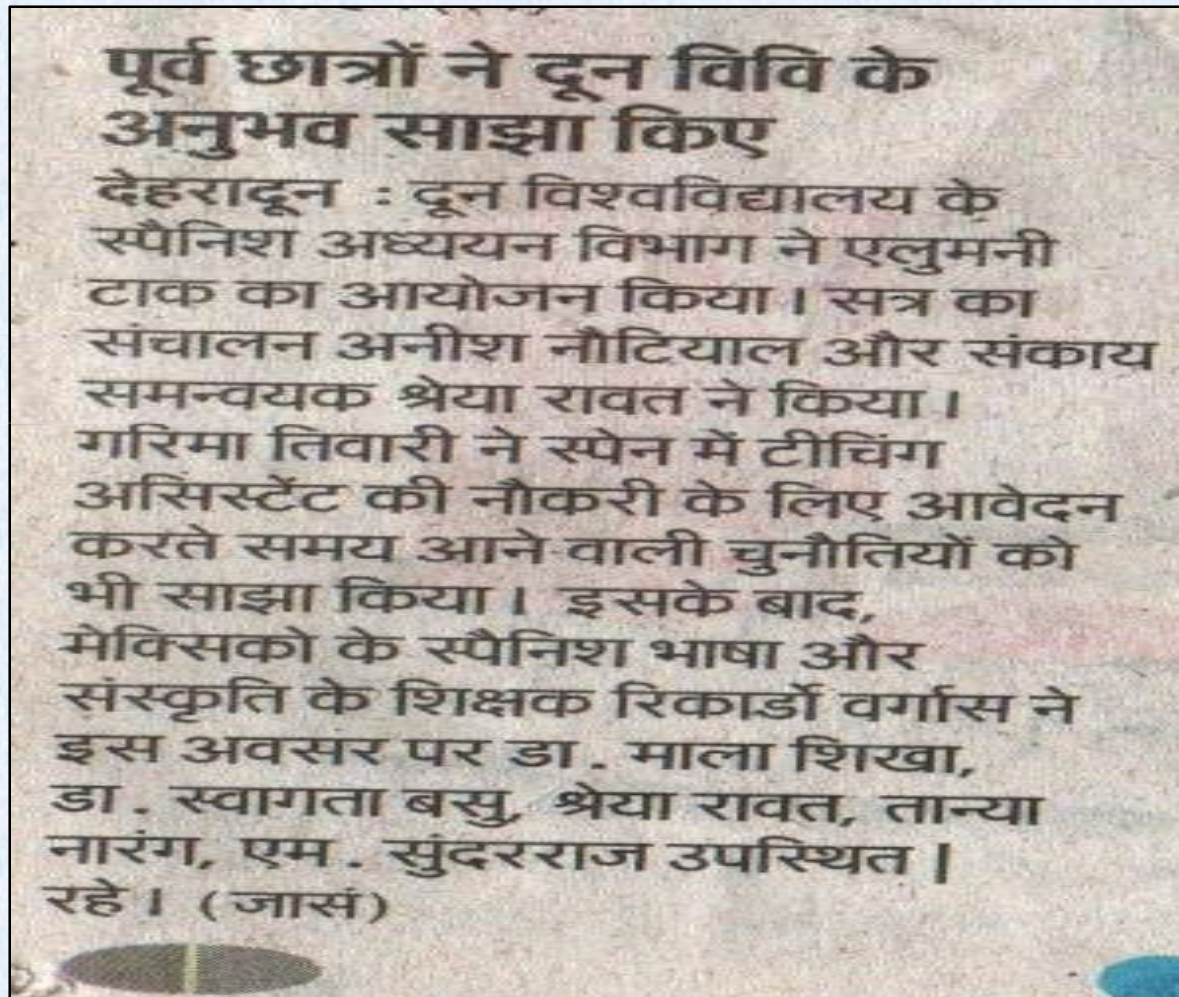 पूर्व छात्रों ने दून विवि के
अनुभव साझा किए
देहरादून : दून विश्वविद्यालय के
स्पैनिश अध्ययन विभाग ने एलुमनी
टाक का आयोजन किया। सत्र का
संचालन अनीश नौटियाल और संकाय
समन्वयक श्रेया रावत ने किया।
गरिमा तिवारी ने स्पेन में टीचिंग
असिस्टेंट की नौकरी के लिए आवेदन
करते समय आने वाली चुनौतियों को
भी साझा किया। इसके बाद,
मेक्सिको के स्पैनिश भाषा और
संस्कृति के शिक्षक रिकार्डो वर्गास ने
इस अवसर पर डा. माला शिखा,
डा. स्वागता बसु, श्रेया रावत, तान्या
नारंग, एम. सुंदरराज उपस्थित |
रहे। (जासं)